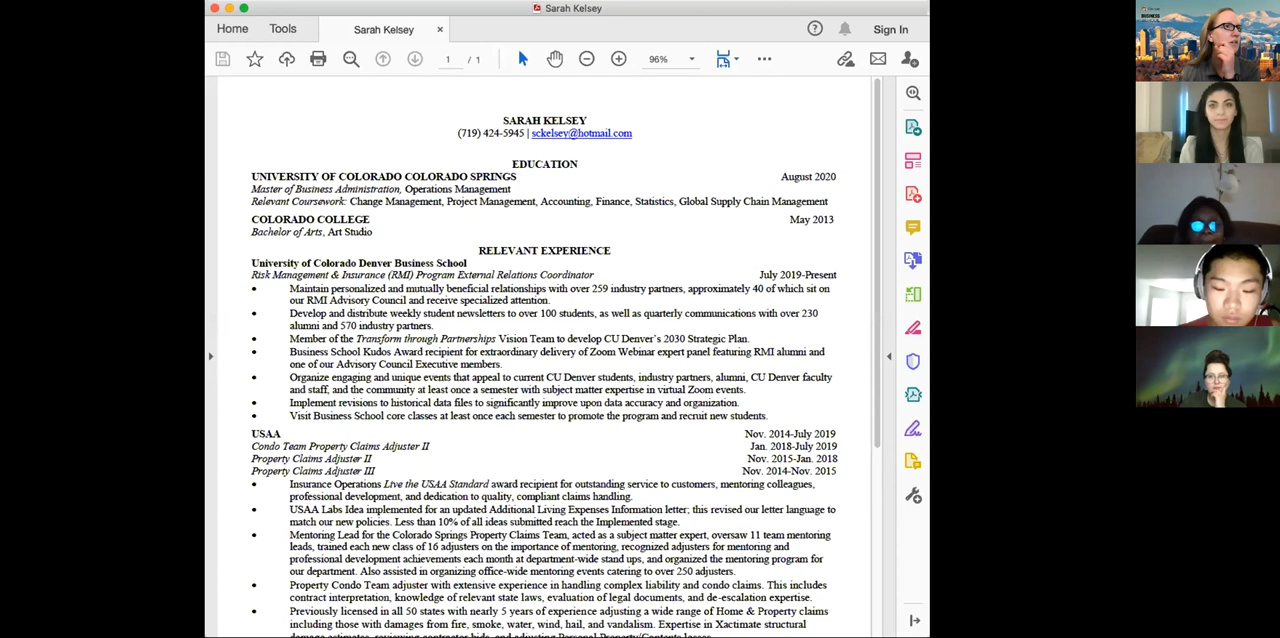 Sarah Kelsey
Home Tools Sarah Kelsey × Sign In
1 / 1 96%
SARAH KELSEY
(719) 424-5945 | sckelsey@hotmail.com
EDUCATION
UNIVERSITY OF COLORADO COLORADO SPRINGS August 2020
Master of Business Administration, Operations Management
Relevant Coursework: Change Management, Project Management, Accounting, Finance, Statistics, Global Supply Chain Management
COLORADO COLLEGE May 2013
Bachelor of Arts, Art Studio
RELEVANT EXPERIENCE
University of Colorado Denver Business School
Risk Management & Insurance (RMI) Program External Relations Coordinator July 2019-Present
• Maintain personalized and mutually beneficial relationships with over 259 industry partners, approximately 40 of which sit on
our RMI Advisory Council and receive specialized attention.
• Develop and distribute weekly student newsletters to over 100 students, as well as quarterly communications with over 230
alumni and 570 industry partners.
• Member of the Transform through Partnerships Vision Team to develop CU Denver's 2030 Strategic Plan.
• Business School Kudos Award recipient for extraordinary delivery of Zoom Webinar expert panel featuring RMI alumni and
one of our Advisory Council Executive members.
• Organize engaging and unique events that appeal to current CU Denver students, industry partners, alumni, CU Denver faculty
and staff, and the community at least once a semester with subject matter expertise in virtual Zoom events.
• Implement revisions to historical data files to significantly improve upon data accuracy and organization.
• Visit Business School core classes at least once each semester to promote the program and recruit new students.
USAA Nov. 2014-July 2019
Condo Team Property Claims Adjuster II Jan. 2018-July 2019
Property Claims Adjuster II Nov. 2015-Jan. 2018
Property Claims Adjuster III Nov. 2014-Nov. 2015
• Insurance Operations Live the USAA Standard award recipient for outstanding service to customers, mentoring colleagues,
professional development, and dedication to quality, compliant claims handling.
• USAA Labs Idea implemented for an updated Additional Living Expenses Information letter; this revised our letter language to
match our new policies. Less than 10% of all ideas submitted reach the Implemented stage.
• Mentoring Lead for the Colorado Springs Property Claims Team, acted as a subject matter expert, oversaw 11 team mentoring
leads, trained each new class of 16 adjusters on the importance of mentoring, recognized adjusters for mentoring and
professional development achievements each month at department-wide stand ups, and organized the mentoring program for
our department. Also assisted in organizing office-wide mentoring events catering to over 250 adjusters.
• Property Condo Team adjuster with extensive experience in handling complex liability and condo claims. This includes
contract interpretation, knowledge of relevant state laws, evaluation of legal documents, and de-escalation expertise.
• Previously licensed in all 50 states with nearly 5 years of experience adjusting a wide range of Home & Property claims
including those with damages from fire, smoke, water, wind, hail, and vandalism. Expertise in Xactimate structural
damage estimates, reviewing contractor bids, and adjusting Personal Property/Contents losses.
BUSINESS